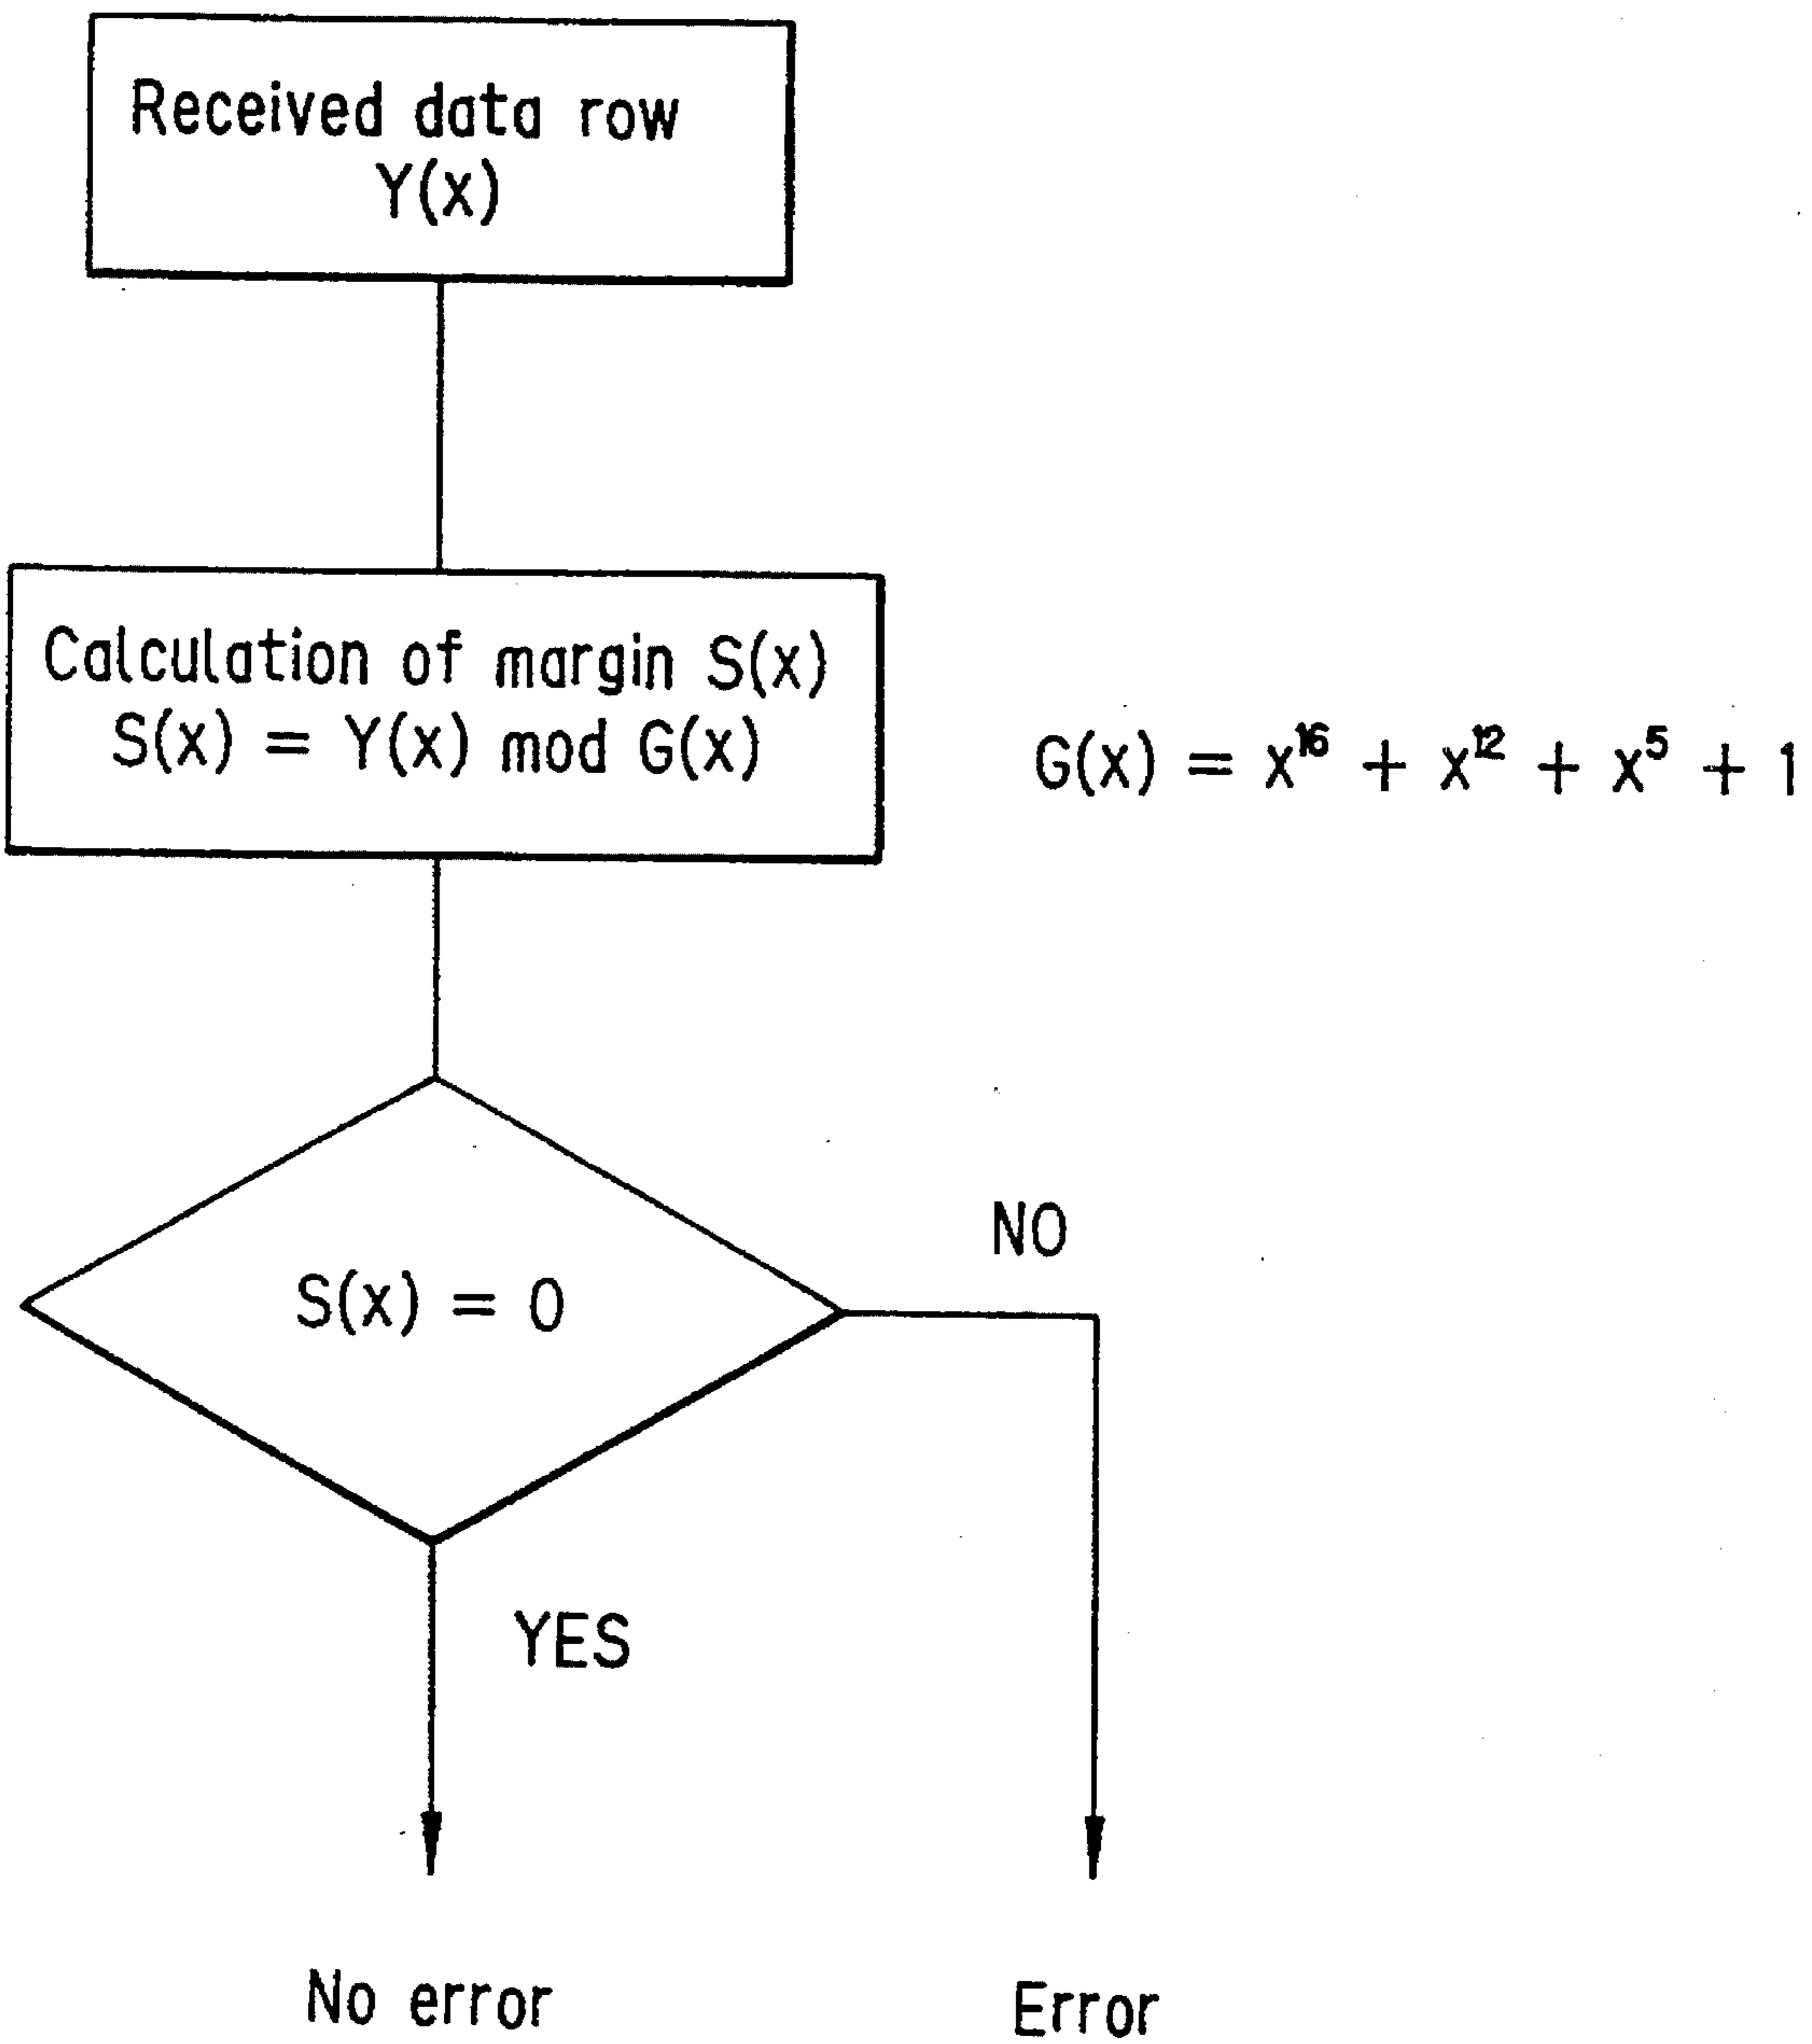 Received data row
Y(x)
Calculation of margin S(x)
S(x) = Y(x) mod G(x)
G(x) = x¹⁶ + x¹² + x⁵ + 1
S(x) = 0
NO
YES
No error
Error